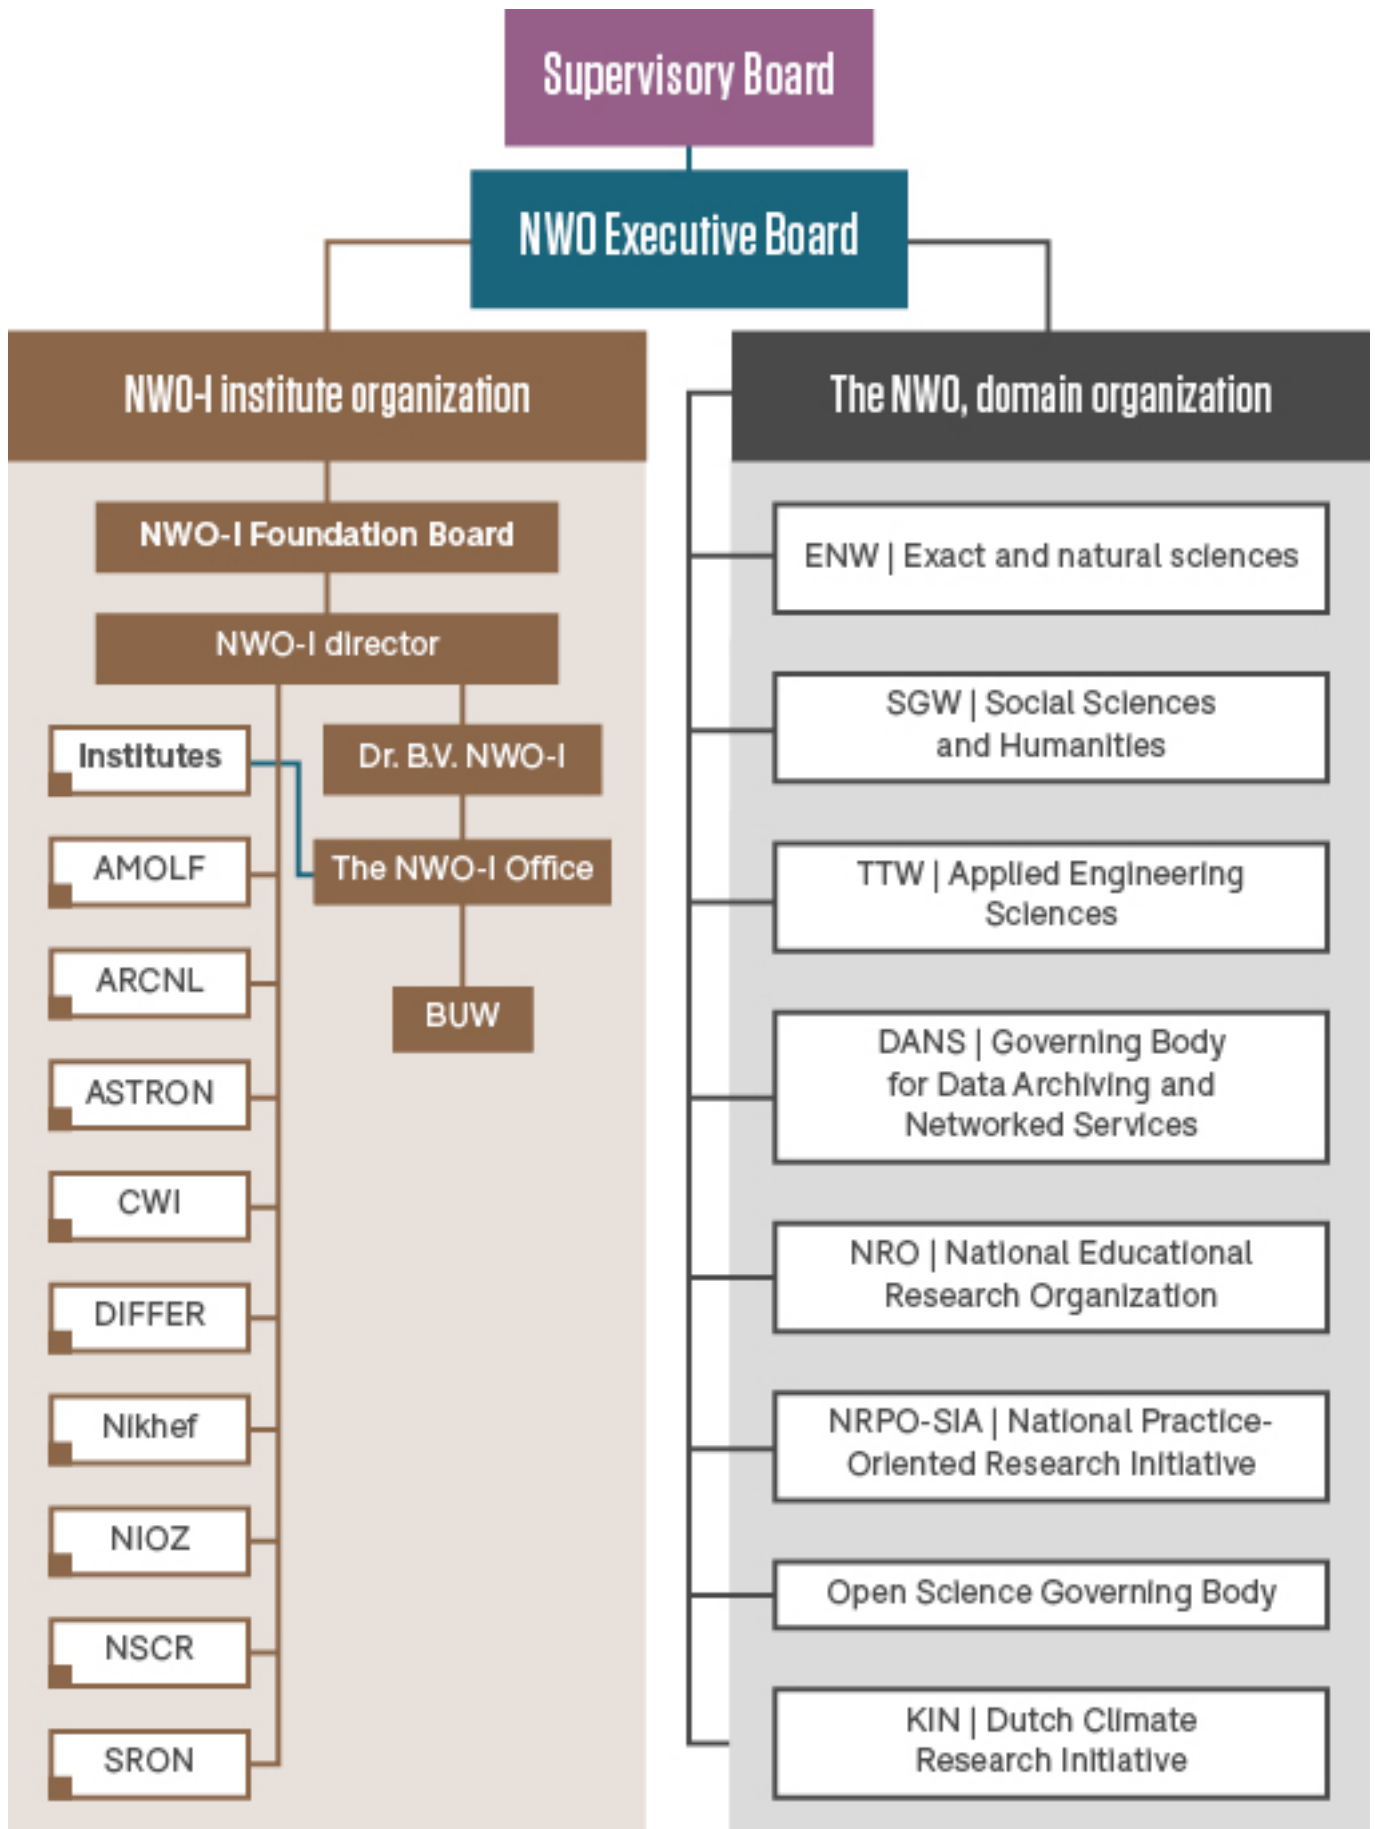 Supervisory Board
NWO Executive Board
NWO-I institute organization
NWO-I Foundation Board
NWO-I director
Institutes
Dr. B.V. NWO-I
AMOLF
The NWO-I Office
ARCNL
BUW
ASTRON
CWI
DIFFER
Nikhef
NIOZ
NSCR
SRON
The NWO, domain organization
ENW | Exact and natural sciences
SGW | Social Sciences
and Humanities
TTW | Applied Engineering
Sciences
DANS | Governing Body
for Data Archiving and
Networked Services
NRO | National Educational
Research Organization
NRPO-SIA | National Practice-
Oriented Research Initiative
Open Science Governing Body
KIN | Dutch Climate
Research Initiative